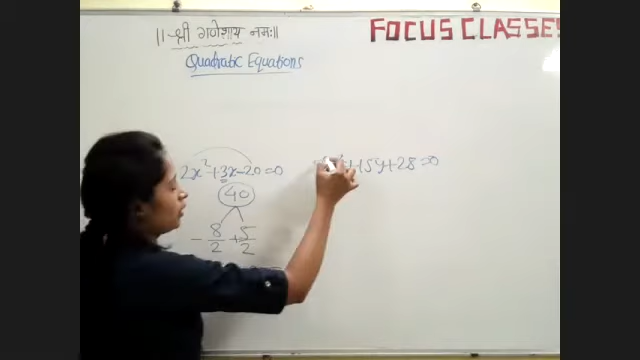 ॥ श्री गणेशाय नमः॥
FOCUS CLASSES
Quadratic Equations
2x²+3x-20=0
+15y+28=0
40
-8/2 +5/2